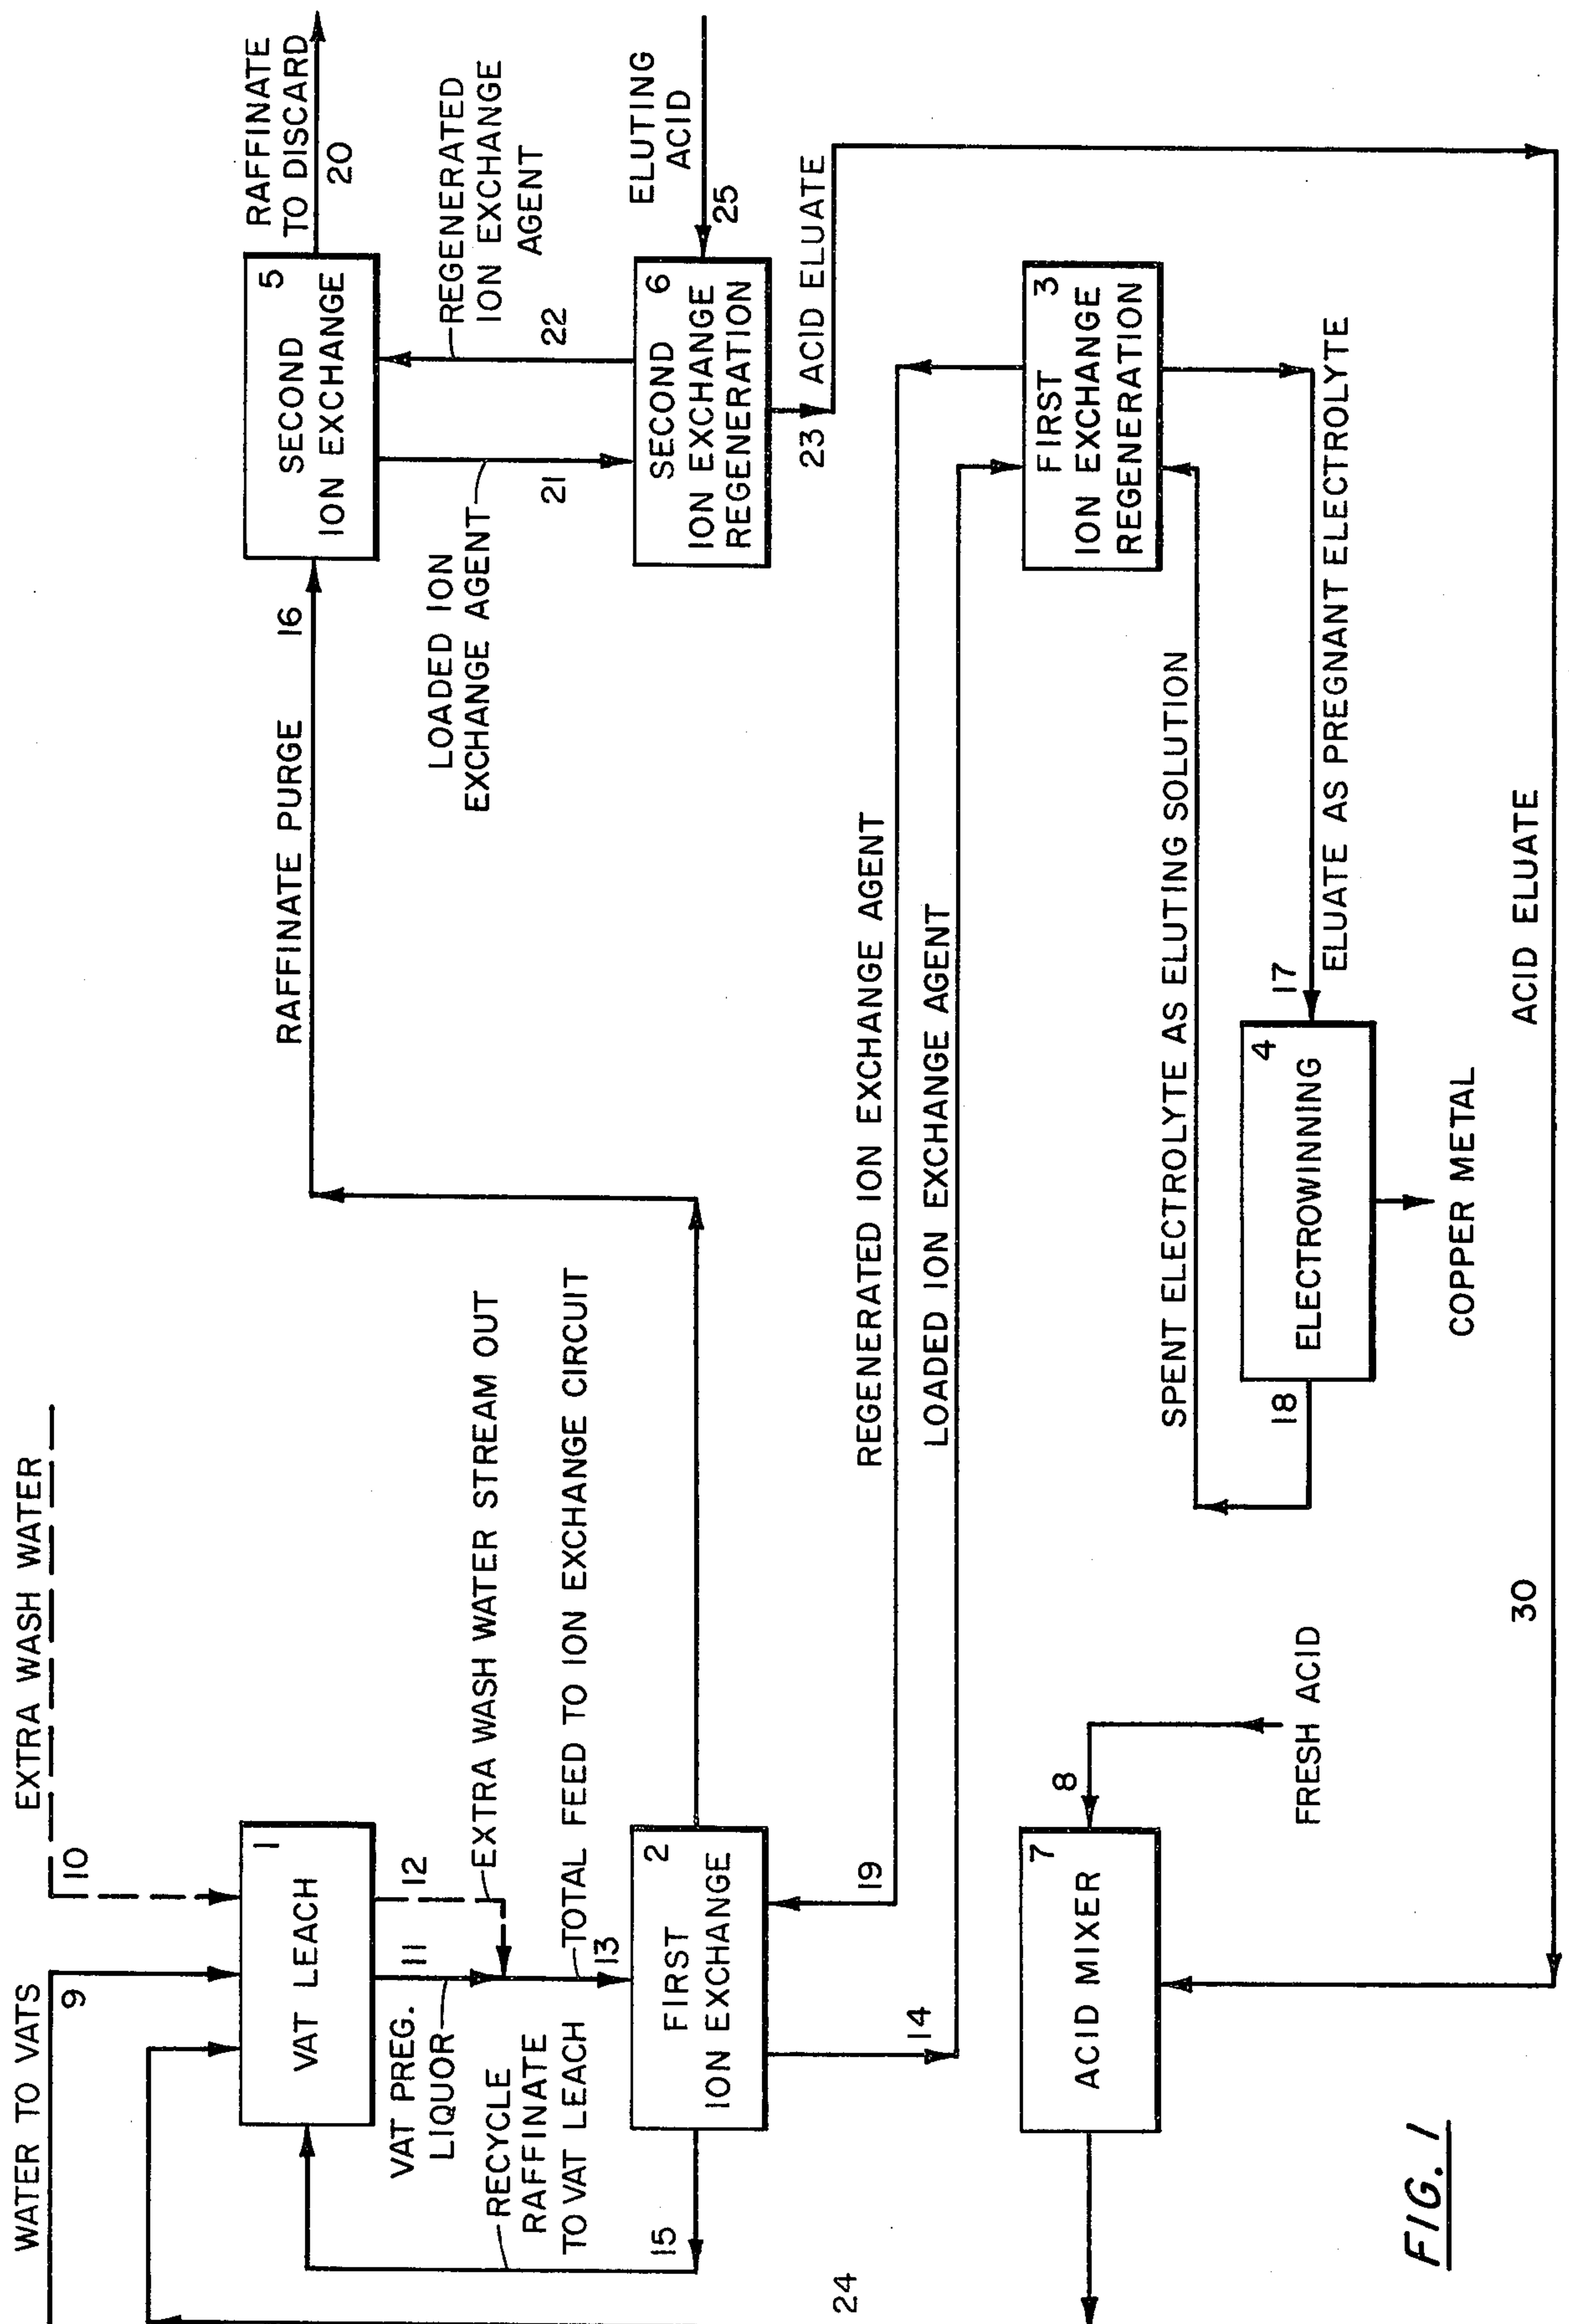 WATER TO VATS
9
EXTRA WASH WATER
10
1
VAT LEACH
11
12
VAT PREG.
LIQUOR
EXTRA WASH WATER STREAM OUT
RECYCLE
RAFFINATE
TO VAT LEACH
13
TOTAL FEED TO ION EXCHANGE CIRCUIT
15
2
FIRST
ION EXCHANGE
RAFFINATE PURGE
16
5
SECOND
ION EXCHANGE
RAFFINATE
TO DISCARD
20
LOADED ION
EXCHANGE AGENT
21
22
REGENERATED
ION EXCHANGE
AGENT
6
SECOND
ION EXCHANGE
REGENERATION
ELUTING
ACID
25
23
ACID ELUATE
24
14
19
REGENERATED ION EXCHANGE AGENT
LOADED ION EXCHANGE AGENT
3
FIRST
ION EXCHANGE
REGENERATION
SPENT ELECTROLYTE AS ELUTING SOLUTION
7
ACID MIXER
8
FRESH ACID
18
4
ELECTROWINNING
17
ELUATE AS PREGNANT ELECTROLYTE
COPPER METAL
30
ACID ELUATE
FIG. 1